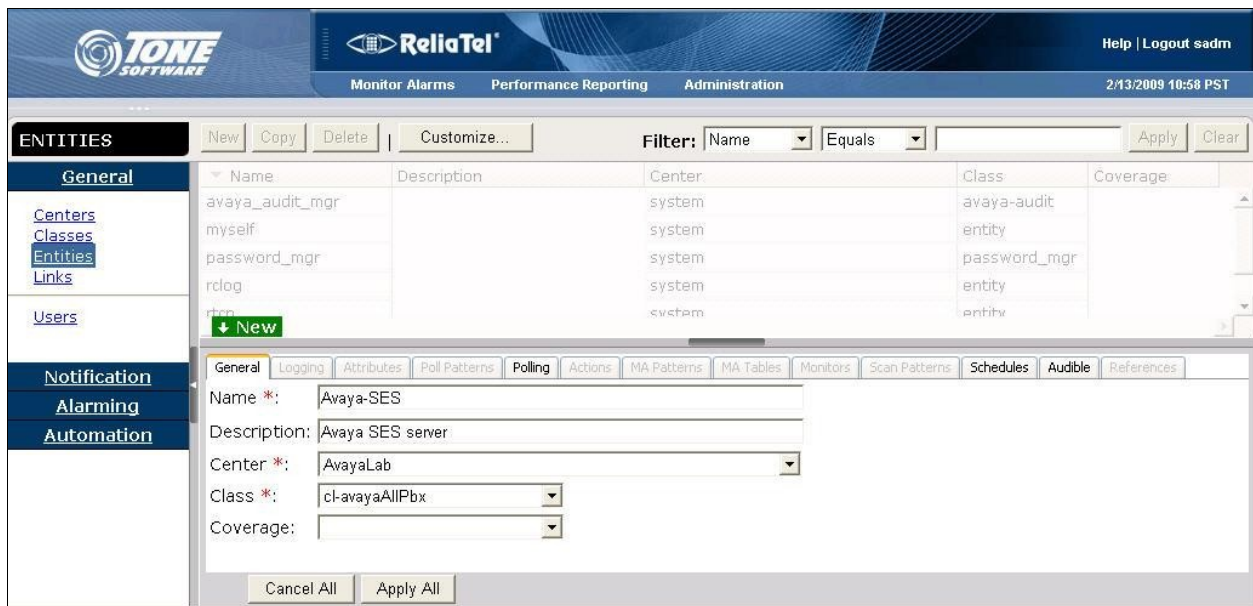 TONE
SOFTWARE
ReliaTel
Help | Logout sadm
Monitor Alarms Performance Reporting Administration
2/13/2009 10:58 PST
ENTITIES
New Copy Delete | Customize... Filter: Name Equals Apply Clear
General
Centers
Classes
Entities
Links
Users
Notification
Alarming
Automation
Name Description Center Class Coverage
avaya_audit_mgr system avaya-audit
myself system entity
password_mgr system password_mgr
rclog system entity
rtcp system entity
New
General Logging Attributes Poll Patterns Polling Actions MA Patterns MA Tables Monitors Scan Patterns Schedules Audible References
Name *: Avaya-SES
Description: Avaya SES server
Center *: AvayaLab
Class *: cl-avayaAllPbx
Coverage:
Cancel All Apply All